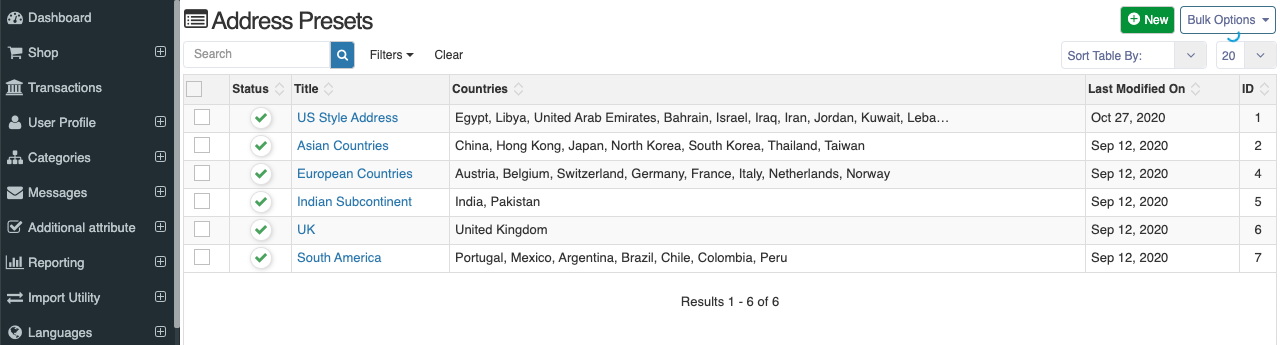 Dashboard
Shop
Transactions
User Profile
Categories
Messages
Additional attribute
Reporting
Import Utility
Languages
Address Presets
New
Bulk Options
Search
Filters
Clear
Sort Table By:
20
Status Title Countries Last Modified On ID
US Style Address Egypt, Libya, United Arab Emirates, Bahrain, Israel, Iraq, Iran, Jordan, Kuwait, Leba… Oct 27, 2020 1
Asian Countries China, Hong Kong, Japan, North Korea, South Korea, Thailand, Taiwan Sep 12, 2020 2
European Countries Austria, Belgium, Switzerland, Germany, France, Italy, Netherlands, Norway Sep 12, 2020 4
Indian Subcontinent India, Pakistan Sep 12, 2020 5
UK United Kingdom Sep 12, 2020 6
South America Portugal, Mexico, Argentina, Brazil, Chile, Colombia, Peru Sep 12, 2020 7
Results 1 - 6 of 6